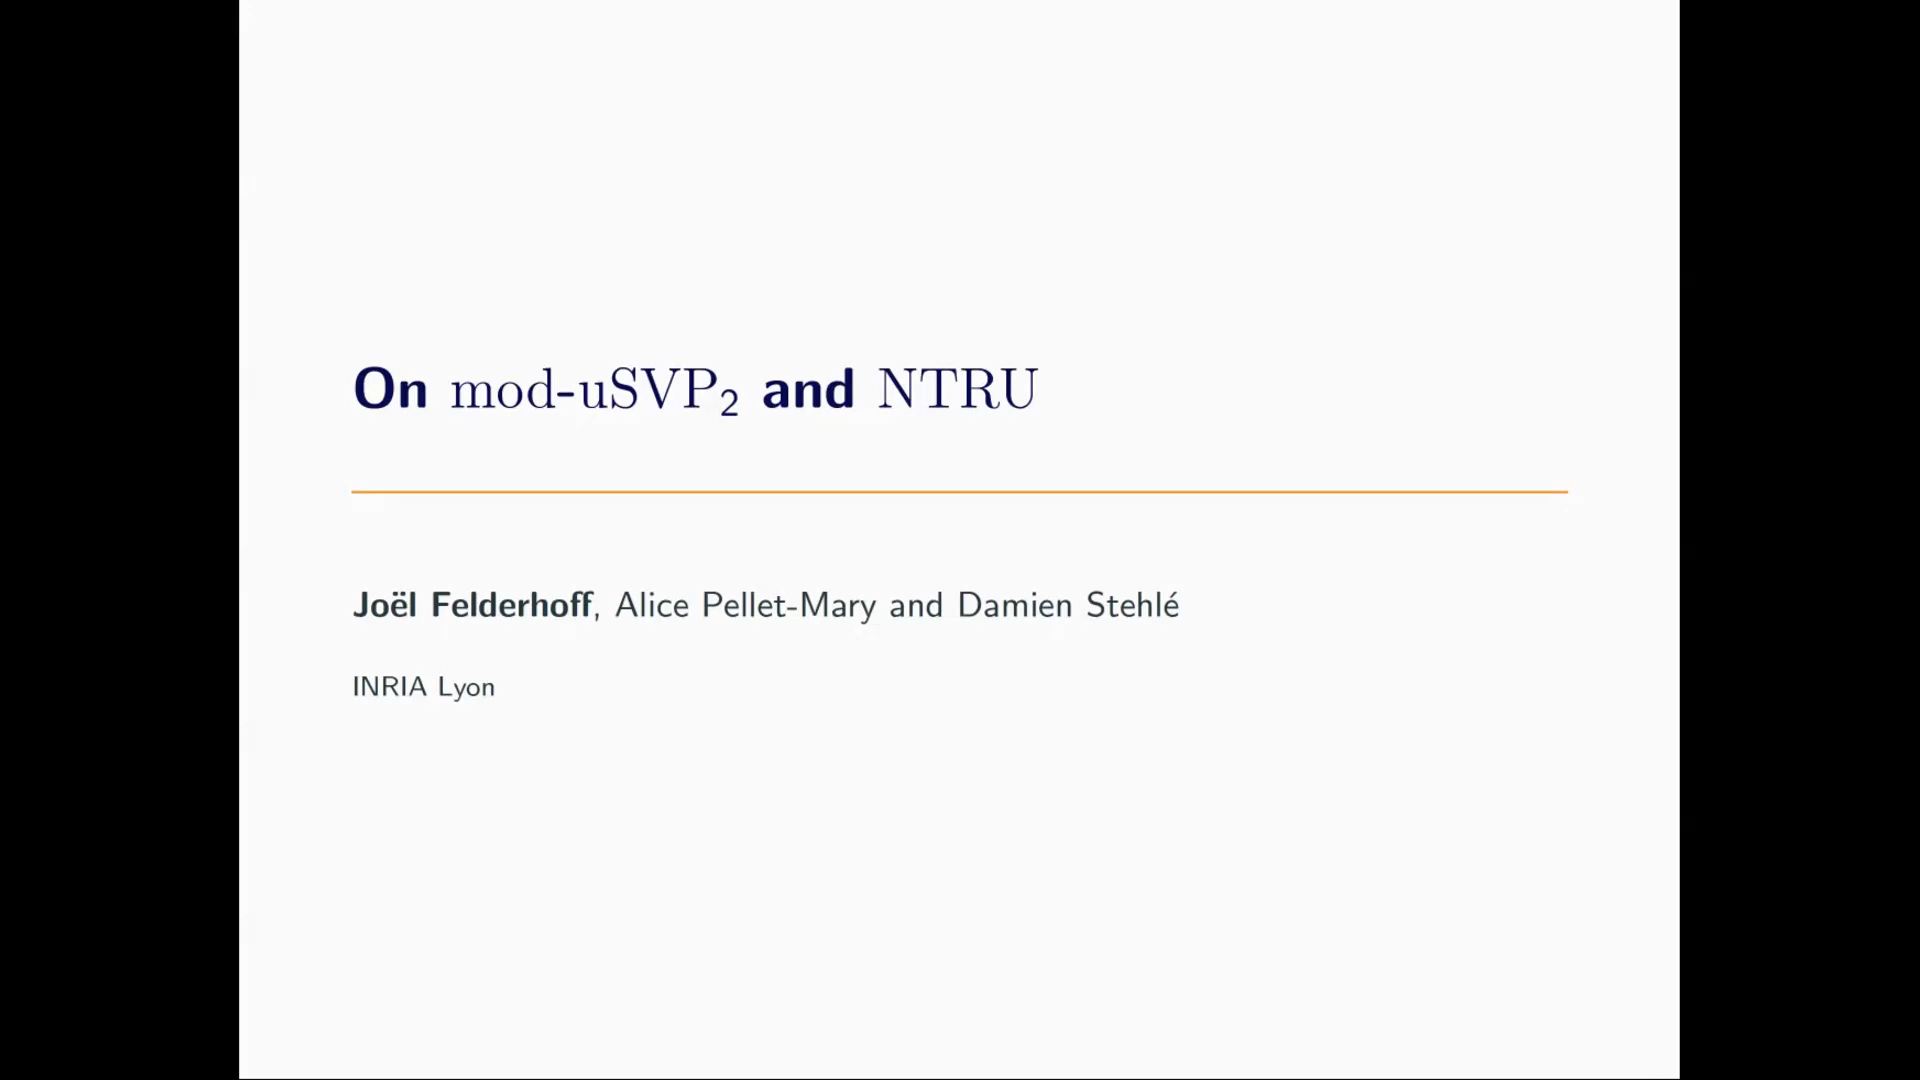 On mod-uSVP₂ and NTRU
Joël Felderhoff, Alice Pellet-Mary and Damien Stehlé
INRIA Lyon